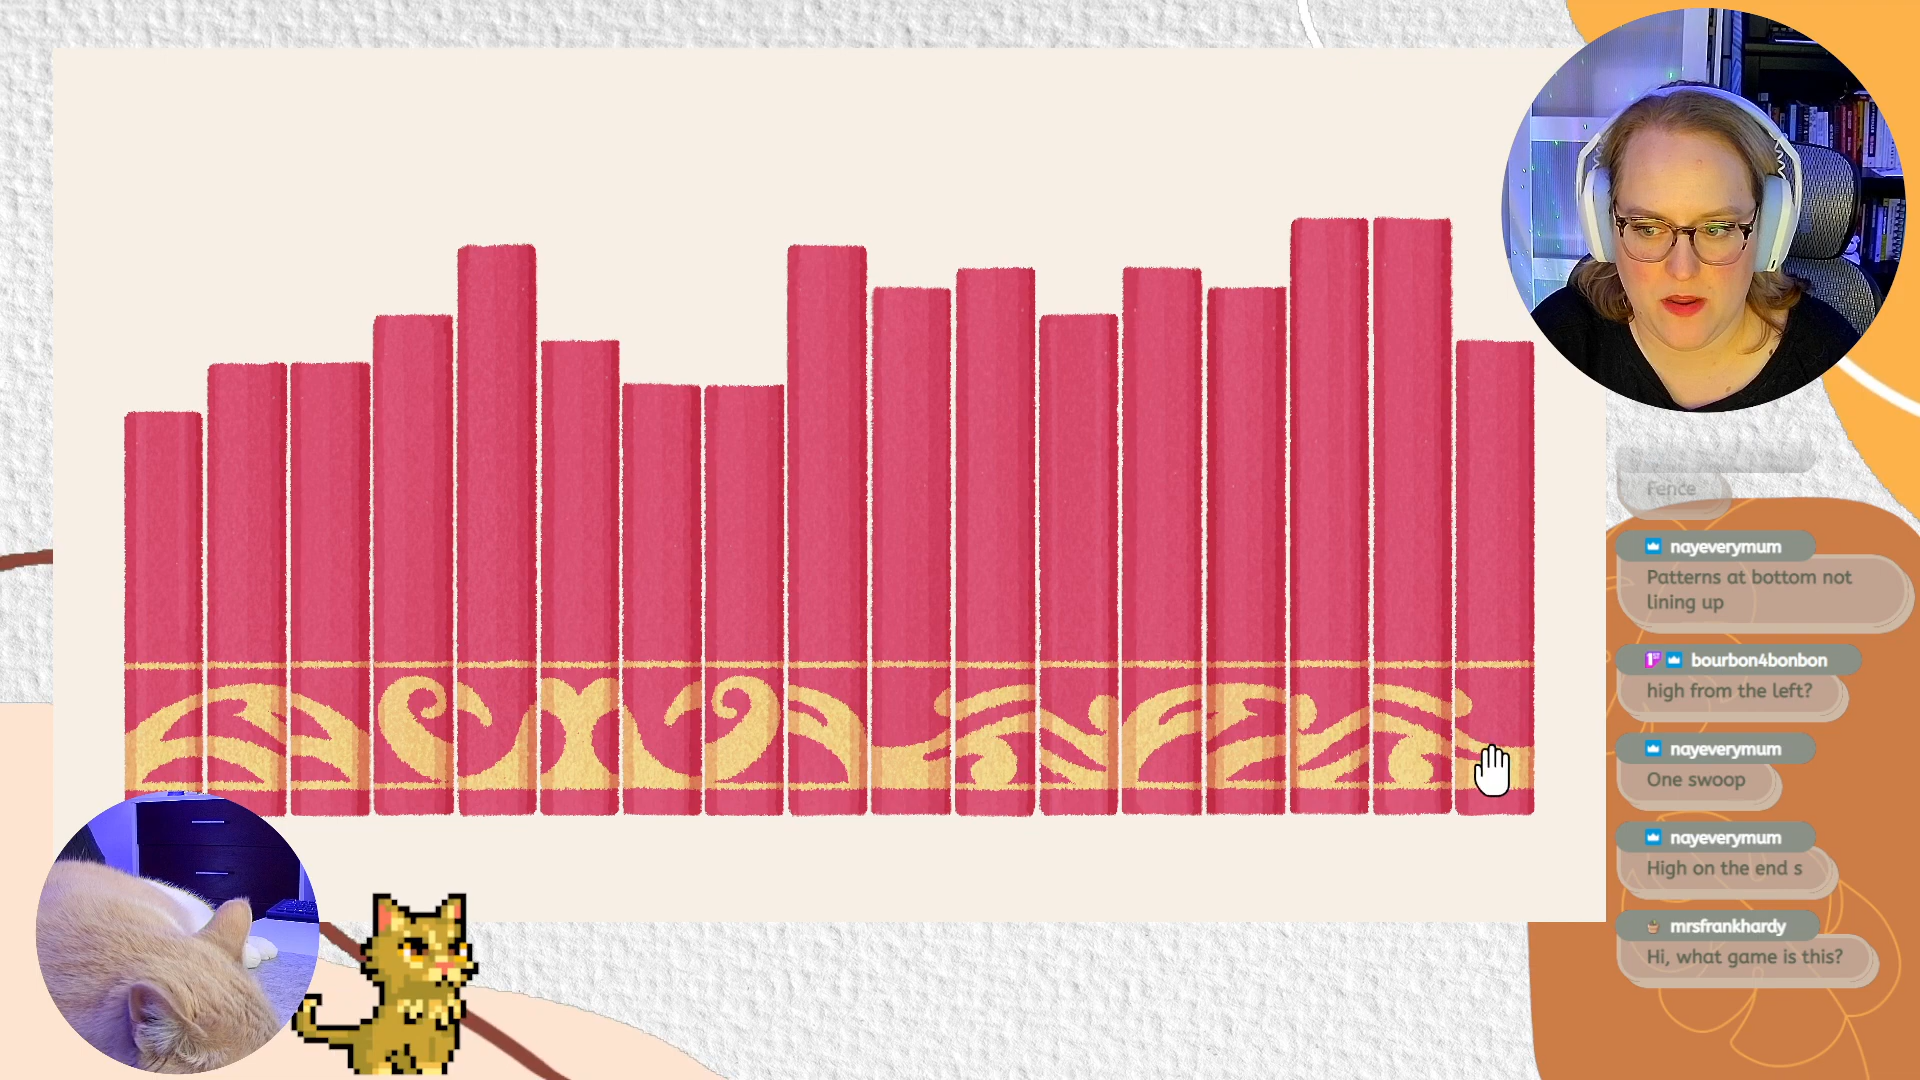 Fence
nayeverymum
Patterns at bottom not
lining up
bourbon4bonbon
high from the left?
nayeverymum
One swoop
nayeverymum
High on the end s
mrsfrankhardy
Hi, what game is this?